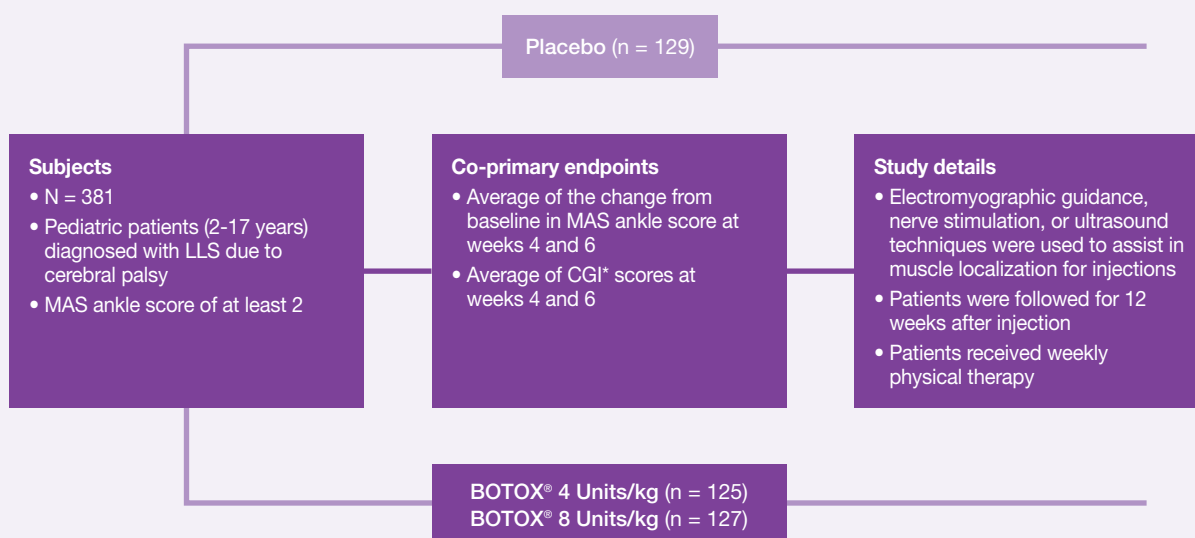 Placebo (n = 129)
Subjects
• N = 381
• Pediatric patients (2-17 years)
diagnosed with LLS due to
cerebral palsy
• MAS ankle score of at least 2
Co-primary endpoints
• Average of the change from
baseline in MAS ankle score at
weeks 4 and 6
• Average of CGI* scores at
weeks 4 and 6
Study details
• Electromyographic guidance,
nerve stimulation, or ultrasound
techniques were used to assist in
muscle localization for injections
• Patients were followed for 12
weeks after injection
• Patients received weekly
physical therapy
BOTOX® 4 Units/kg (n = 125)
BOTOX® 8 Units/kg (n = 127)